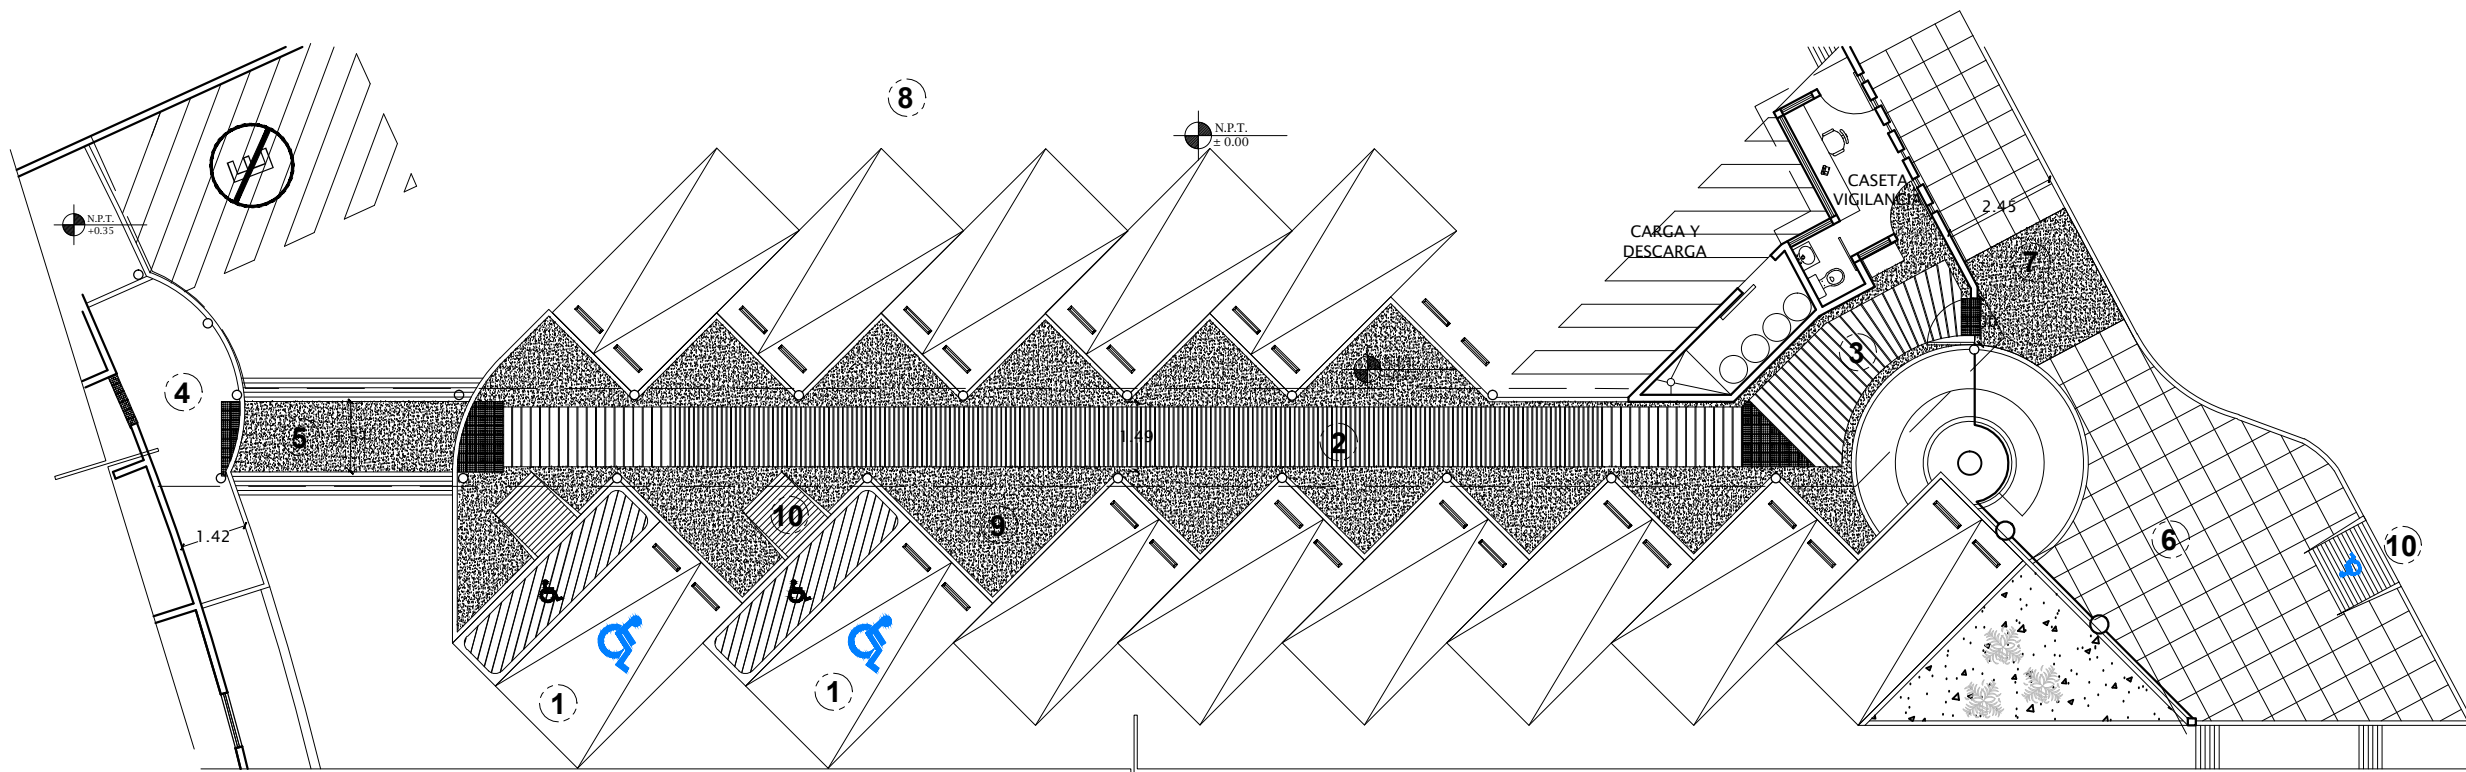 8
N.P.T.
± 0.00
N.P.T.
+0.35
E
CASETA
VIGILANCIA
2.45
CARGA Y
DESCARGA
7
3
4
5
1.49
2
10
9
1.42
6
10
1
1